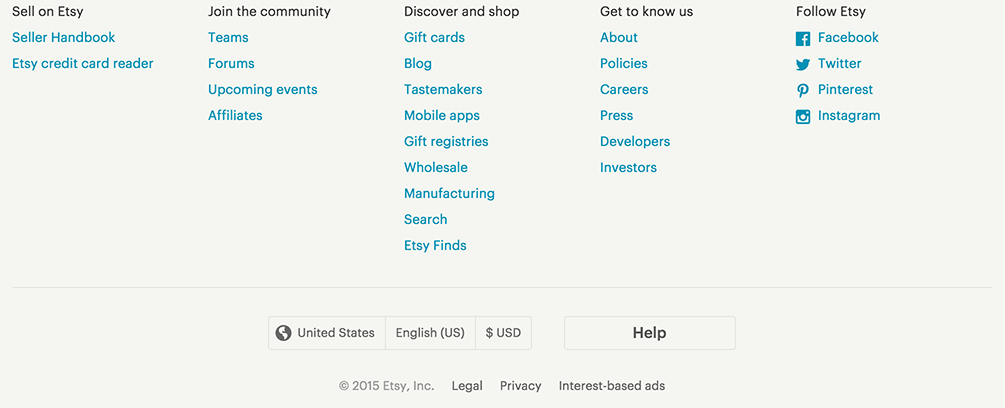 Sell on Etsy
Seller Handbook
Etsy credit card reader
Join the community
Teams
Forums
Upcoming events
Affiliates
Discover and shop
Gift cards
Blog
Tastemakers
Mobile apps
Gift registries
Wholesale
Manufacturing
Search
Etsy Finds
Get to know us
About
Policies
Careers
Press
Developers
Investors
Follow Etsy
Facebook
Twitter
Pinterest
Instagram
United States English (US) $ USD Help
© 2015 Etsy, Inc. Legal Privacy Interest-based ads